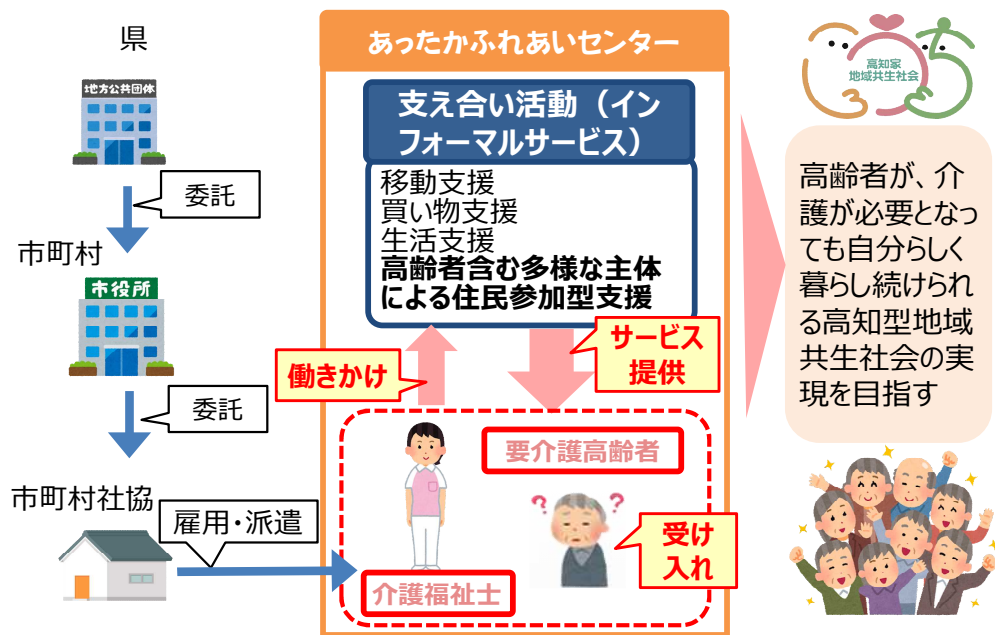 県
地方公共団体
委託
市町村
市役所
委託
市町村社協
雇用・派遣
あったかふれあいセンター
支え合い活動（イン
フォーマルサービス）
移動支援
買い物支援
生活支援
高齢者含む多様な主体
による住民参加型支援
働きかけ
サービス
提供
要介護高齢者
受け
入れ
介護福祉士
高知家
地域共生社会
高齢者が、介
護が必要となっ
ても自分らしく
暮らし続けられ
る高知型地域
共生社会の実
現を目指す